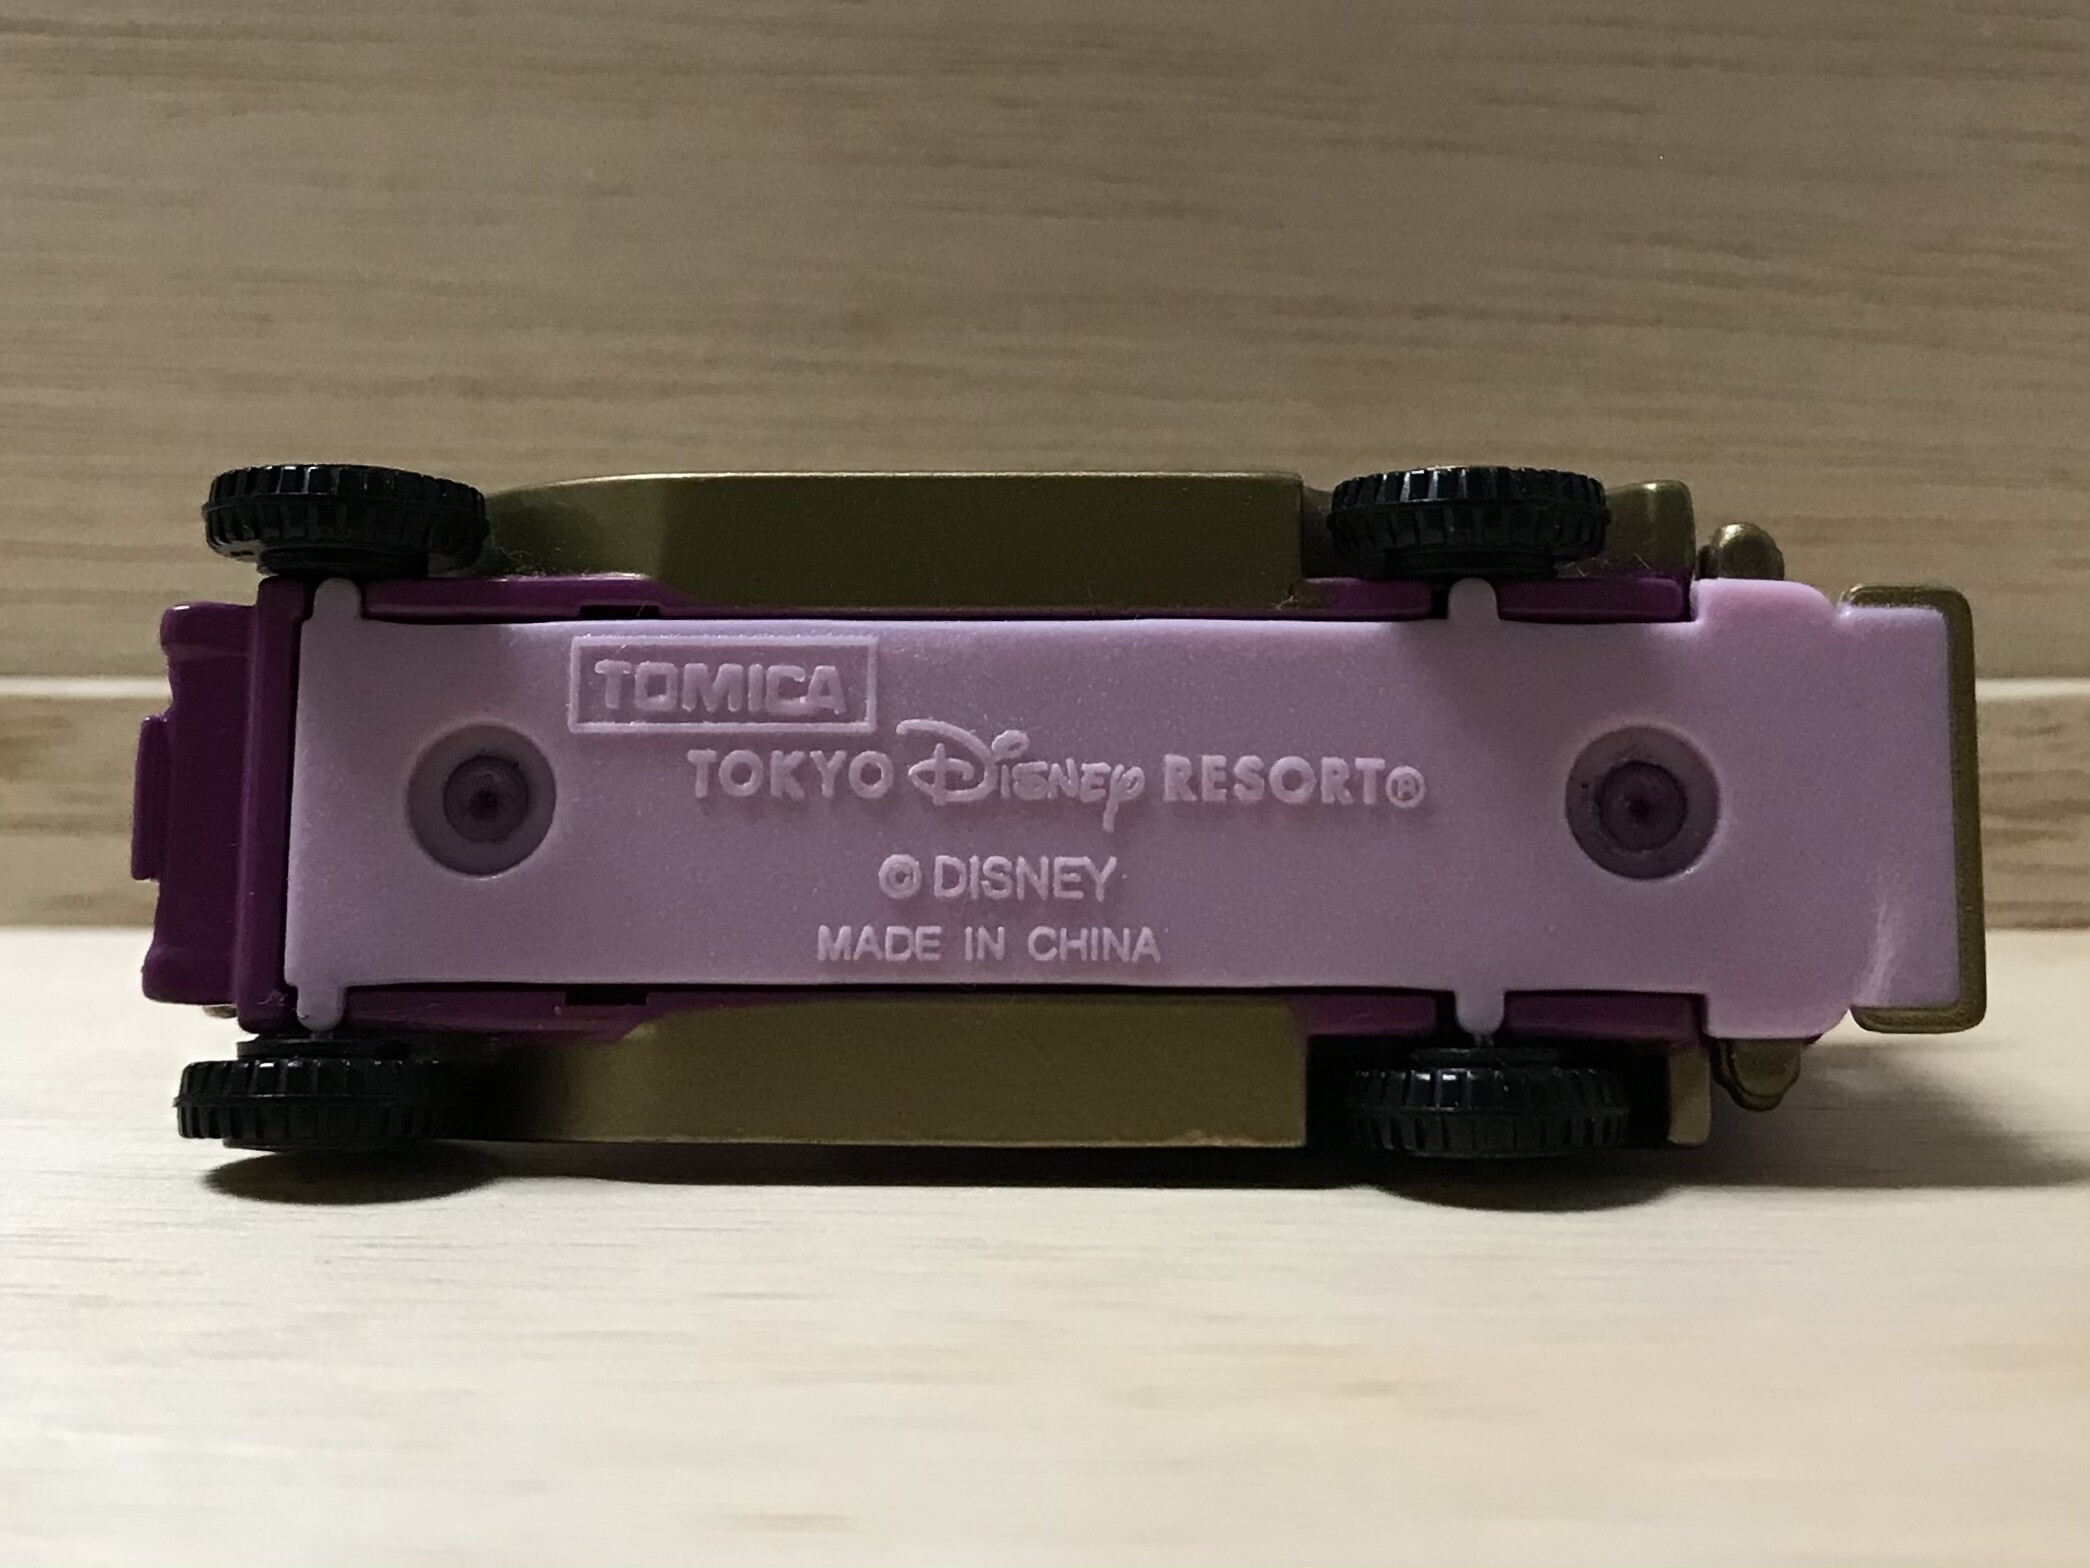 TOMICA
TOKYO Disney RESORT®
© DISNEY
MADE IN CHINA